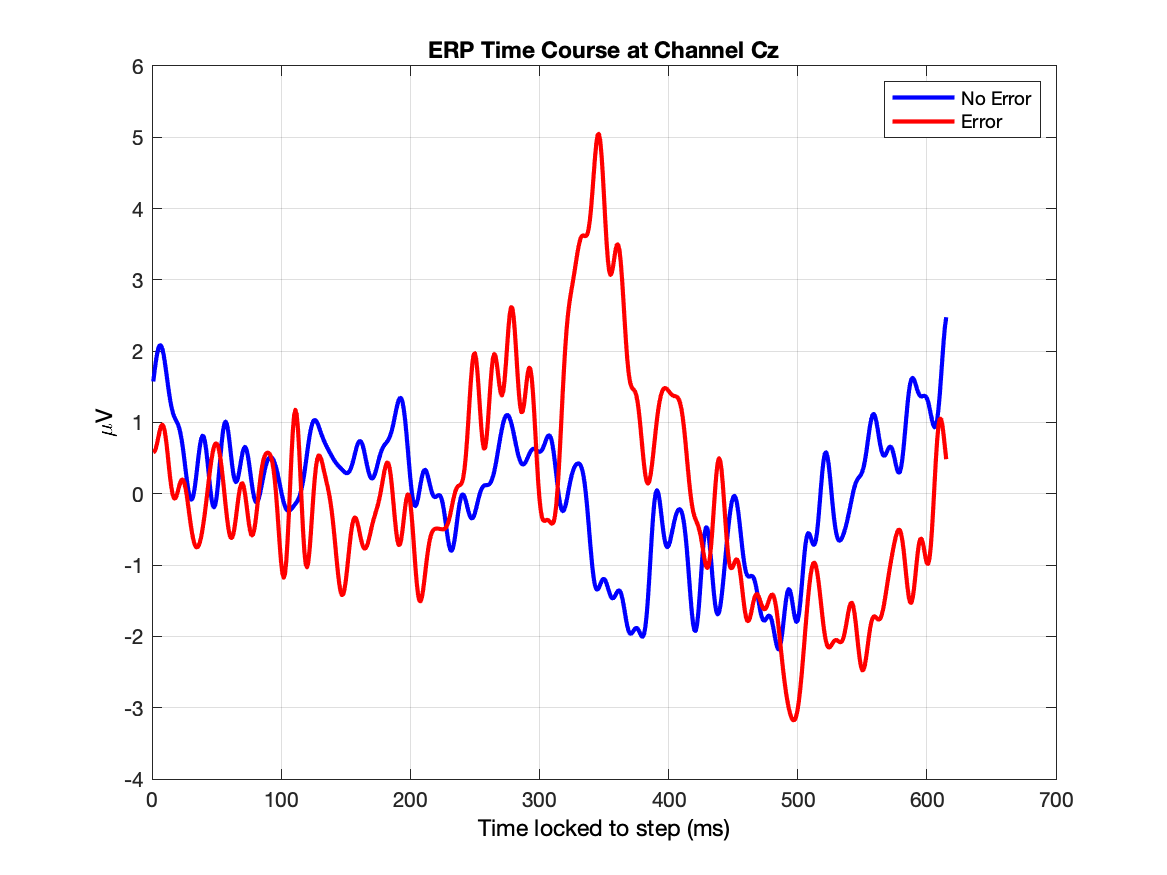 ERP Time Course at Channel Cz
6
5
4
3
2
1
0
-1
-2
-3
-4
μV
No Error
Error
0 100 200 300 400 500 600 700
Time locked to step (ms)